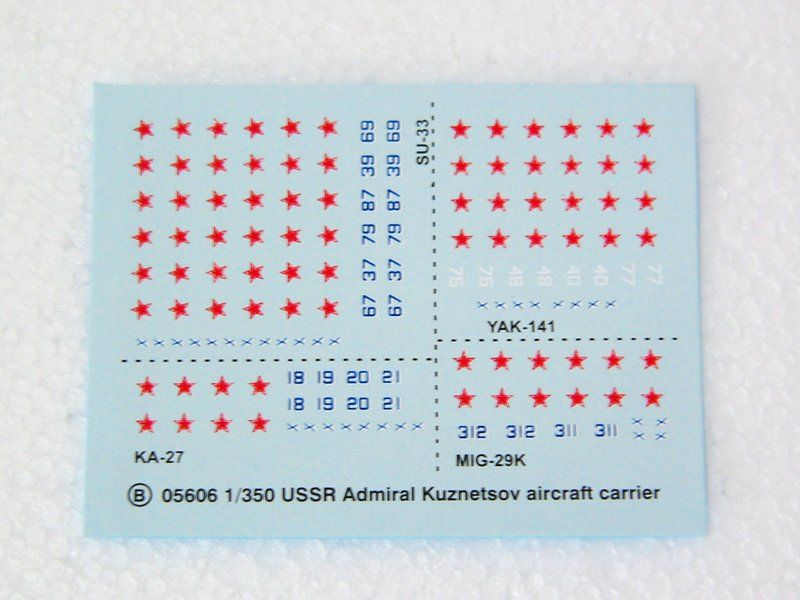 69 69
39 39
87 87
79 79
37 37
67 67
SU-33
75 75 48 48 40 40 77 77
YAK-141
18 19 20 21
18 19 20 21
KA-27
312 312 311 311
MIG-29K
B 05606 1/350 USSR Admiral Kuznetsov aircraft carrier